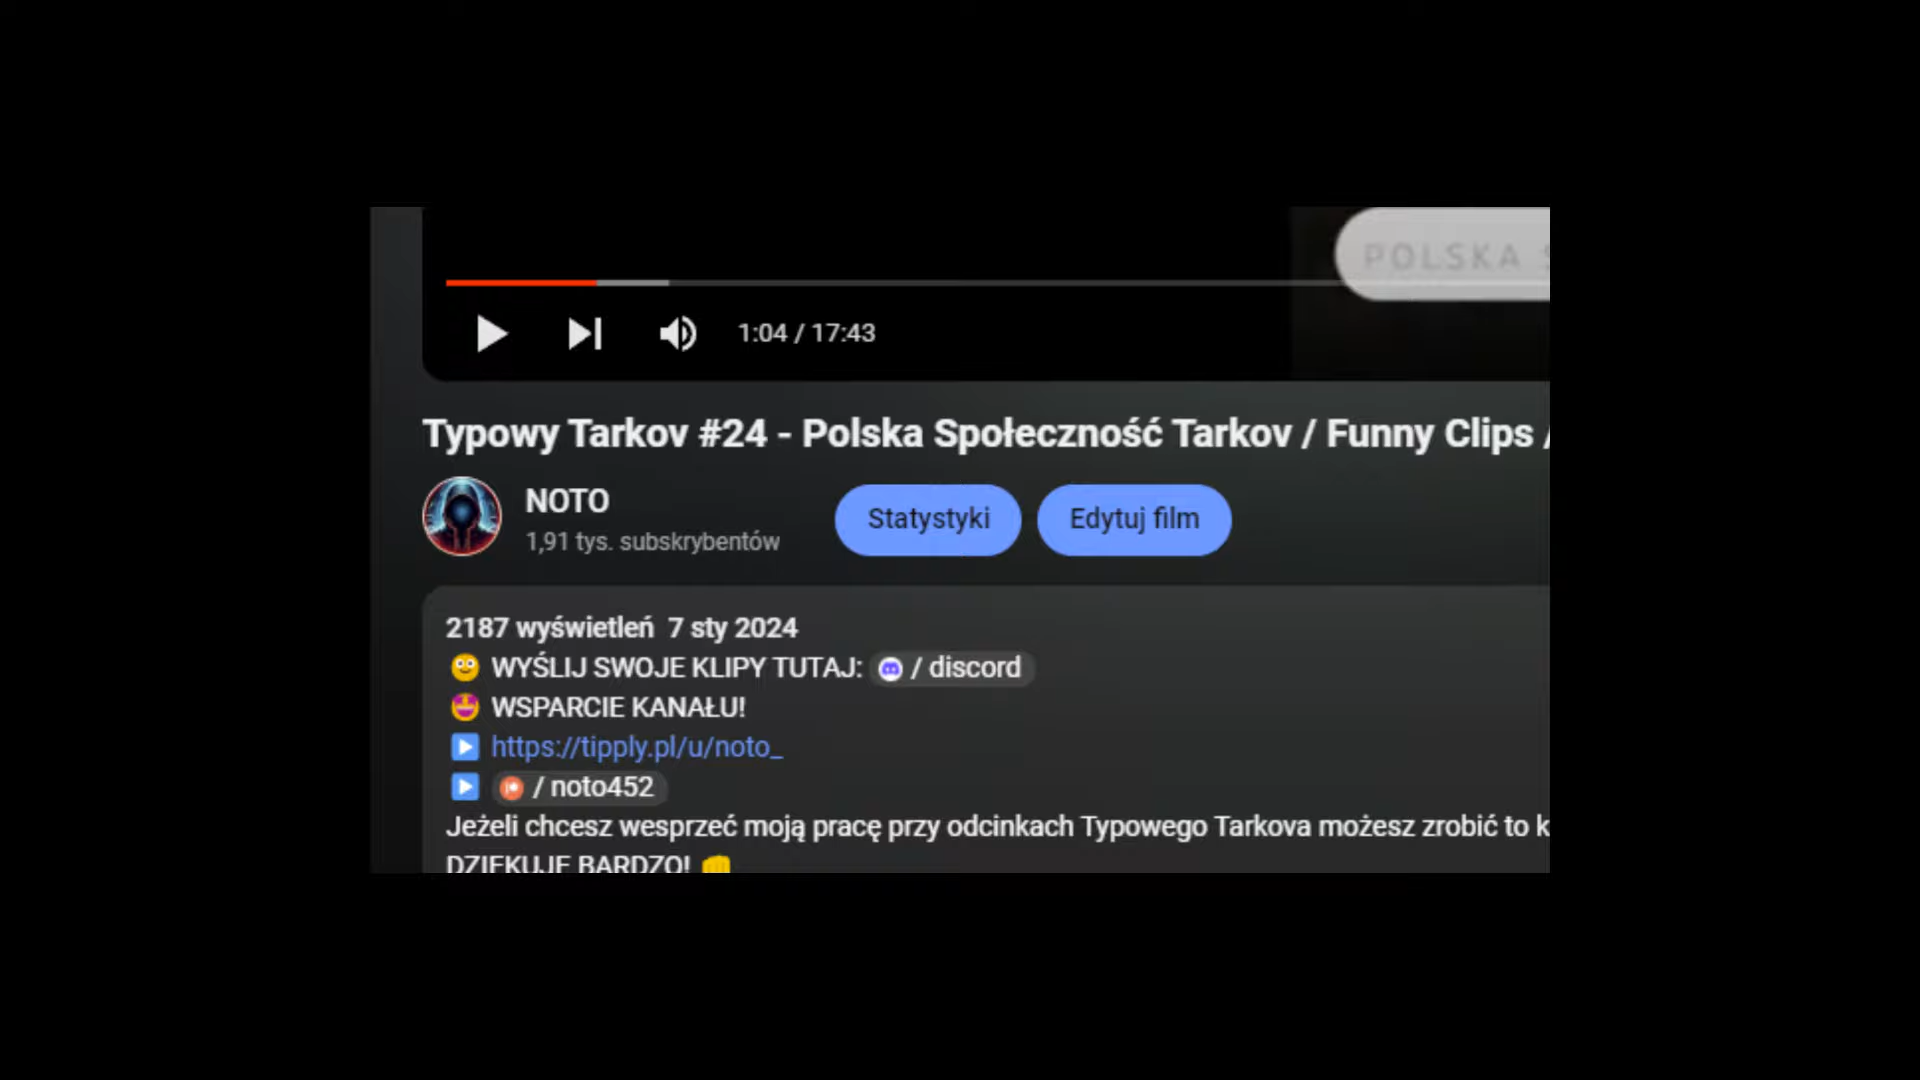 POLSKA
1:04 / 17:43
Typowy Tarkov #24 - Polska Społeczność Tarkov / Funny Clips /
NOTO
1,91 tys. subskrybentów
Statystyki
Edytuj film
2187 wyświetleń 7 sty 2024
WYŚLIJ SWOJE KLIPY TUTAJ: / discord
WSPARCIE KANAŁU!
https://tipply.pl/u/noto_
/ noto452
Jeżeli chcesz wesprzeć moją pracę przy odcinkach Typowego Tarkova możesz zrobić to k
DZIĘKUJĘ BARDZO!